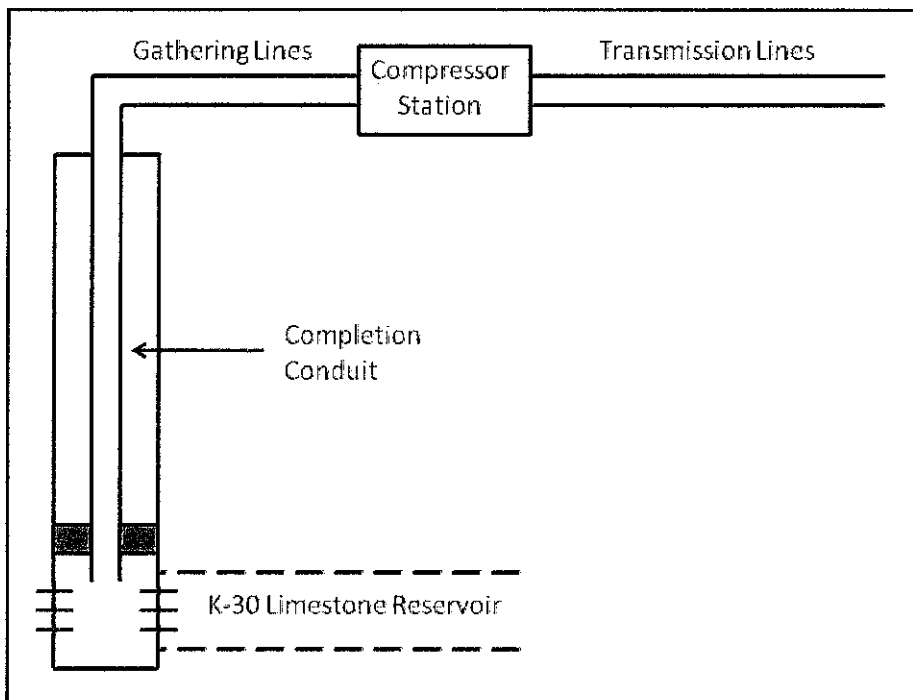 Gathering Lines
Compressor
Station
Transmission Lines
Completion
Conduit
K-30 Limestone Reservoir